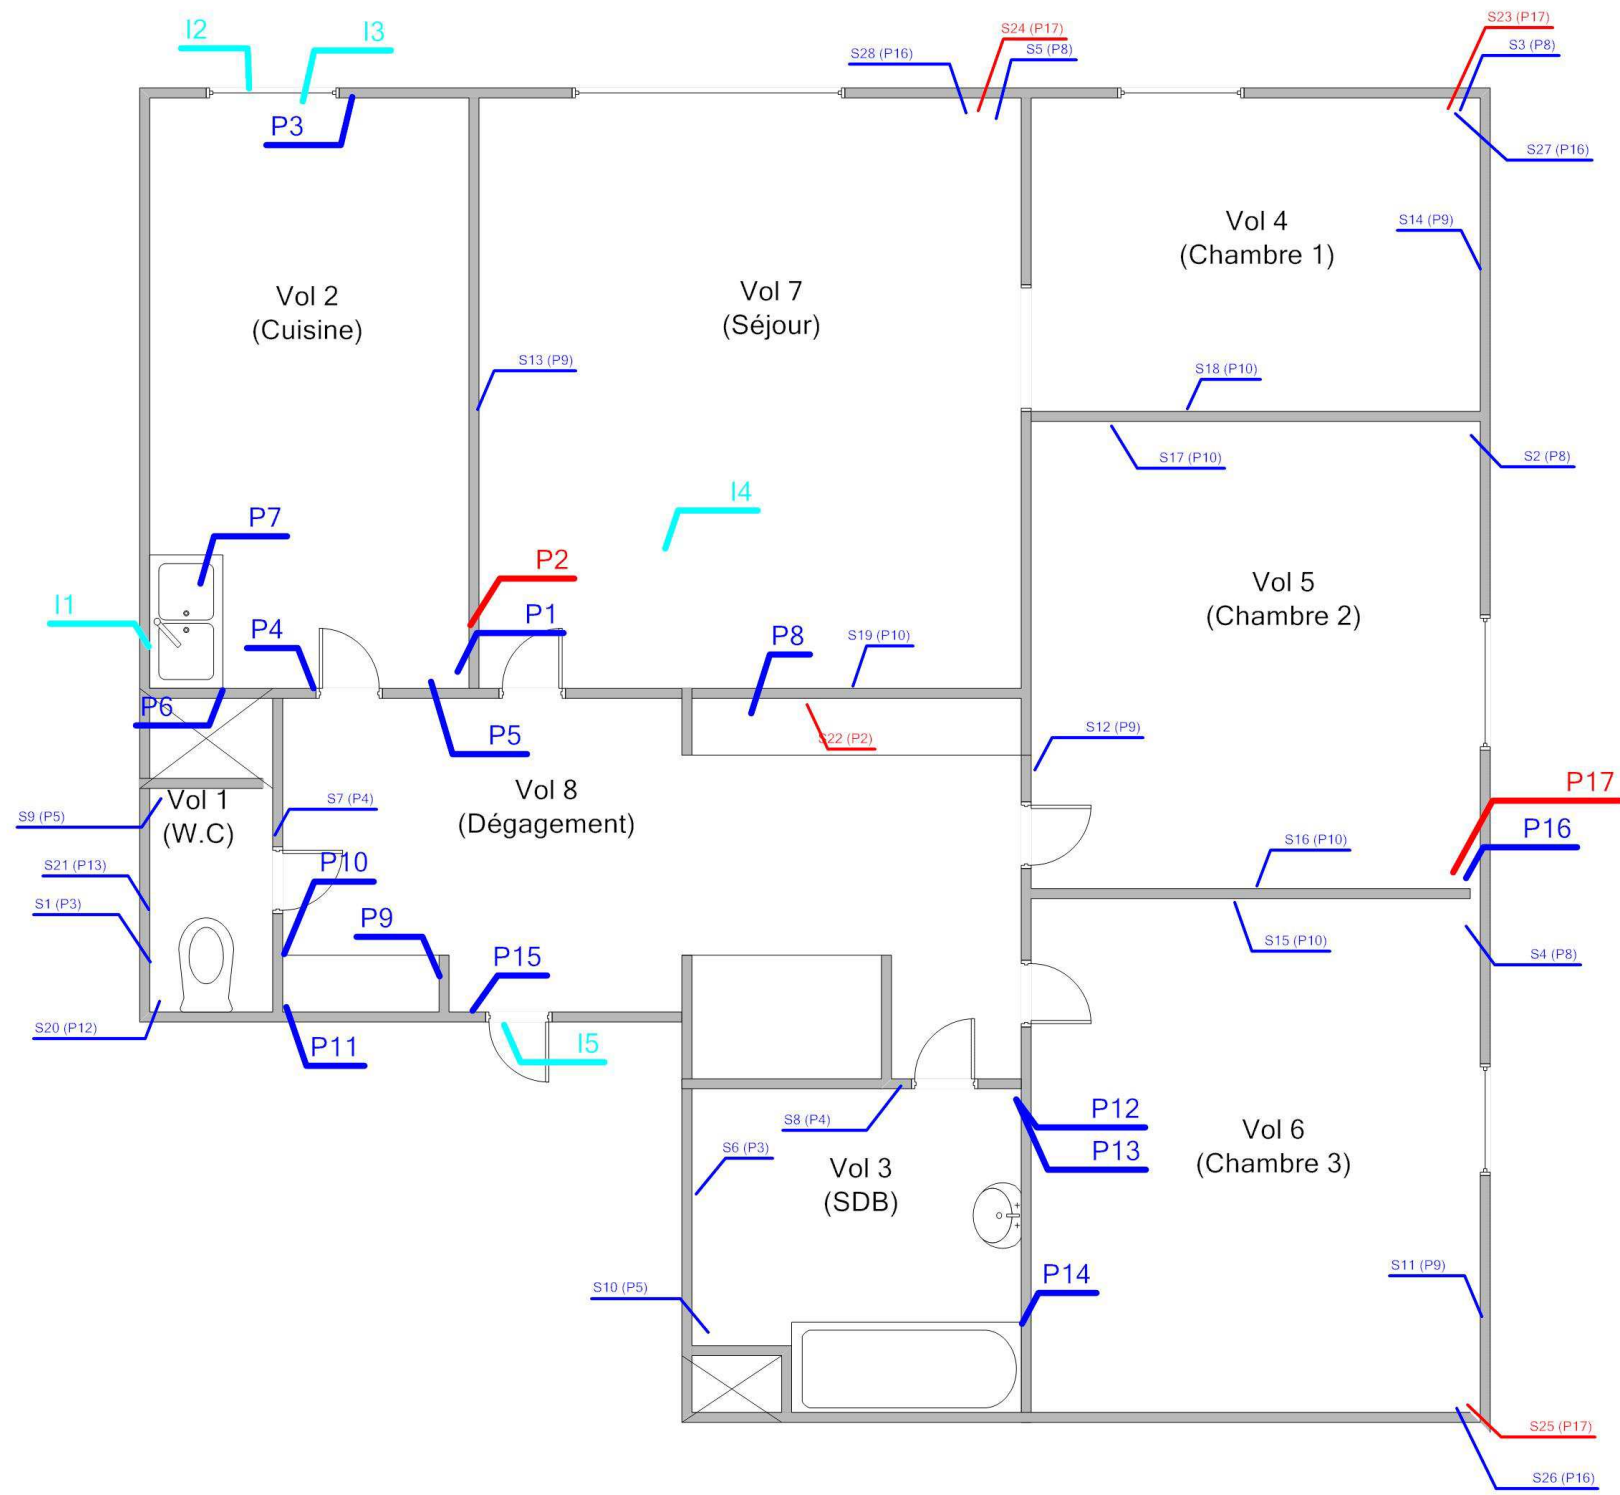 I2
I3
P3
S28 (P16)
S24 (P17)
S5 (P8)
S23 (P17)
S3 (P8)
S27 (P16)
S14 (P9)
Vol 4
(Chambre 1)
Vol 2
(Cuisine)
Vol 7
(Séjour)
S13 (P9)
S18 (P10)
S17 (P10)
S2 (P8)
I4
P7
P2
I1
P4
P1
P8
S19 (P10)
Vol 5
(Chambre 2)
P6
P5
S22 (P2)
S12 (P9)
P17
P16
Vol 8
(Dégagement)
Vol 1
(W.C)
S9 (P5)
S7 (P4)
S21 (P13)
S1 (P3)
P10
P9
P15
S16 (P10)
S15 (P10)
S4 (P8)
S20 (P12)
P11
I5
S8 (P4)
S6 (P3)
P12
P13
Vol 3
(SDB)
Vol 6
(Chambre 3)
S10 (P5)
P14
S11 (P9)
S25 (P17)
S26 (P16)